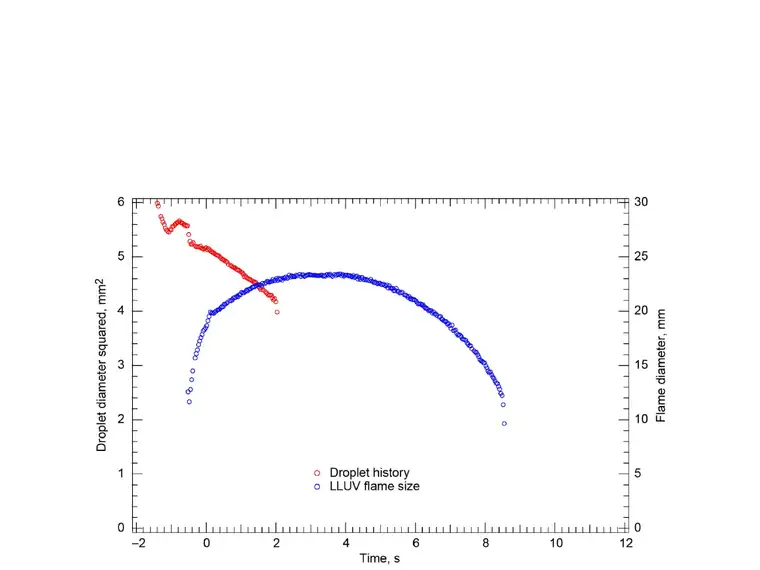 6
5
4
3
2
1
0
Droplet diameter squared, mm2
30
25
20
15
10
5
0
Flame diameter, mm
Droplet history
LLUV flame size
–2 0 2 4 6 8 10 12
Time, s